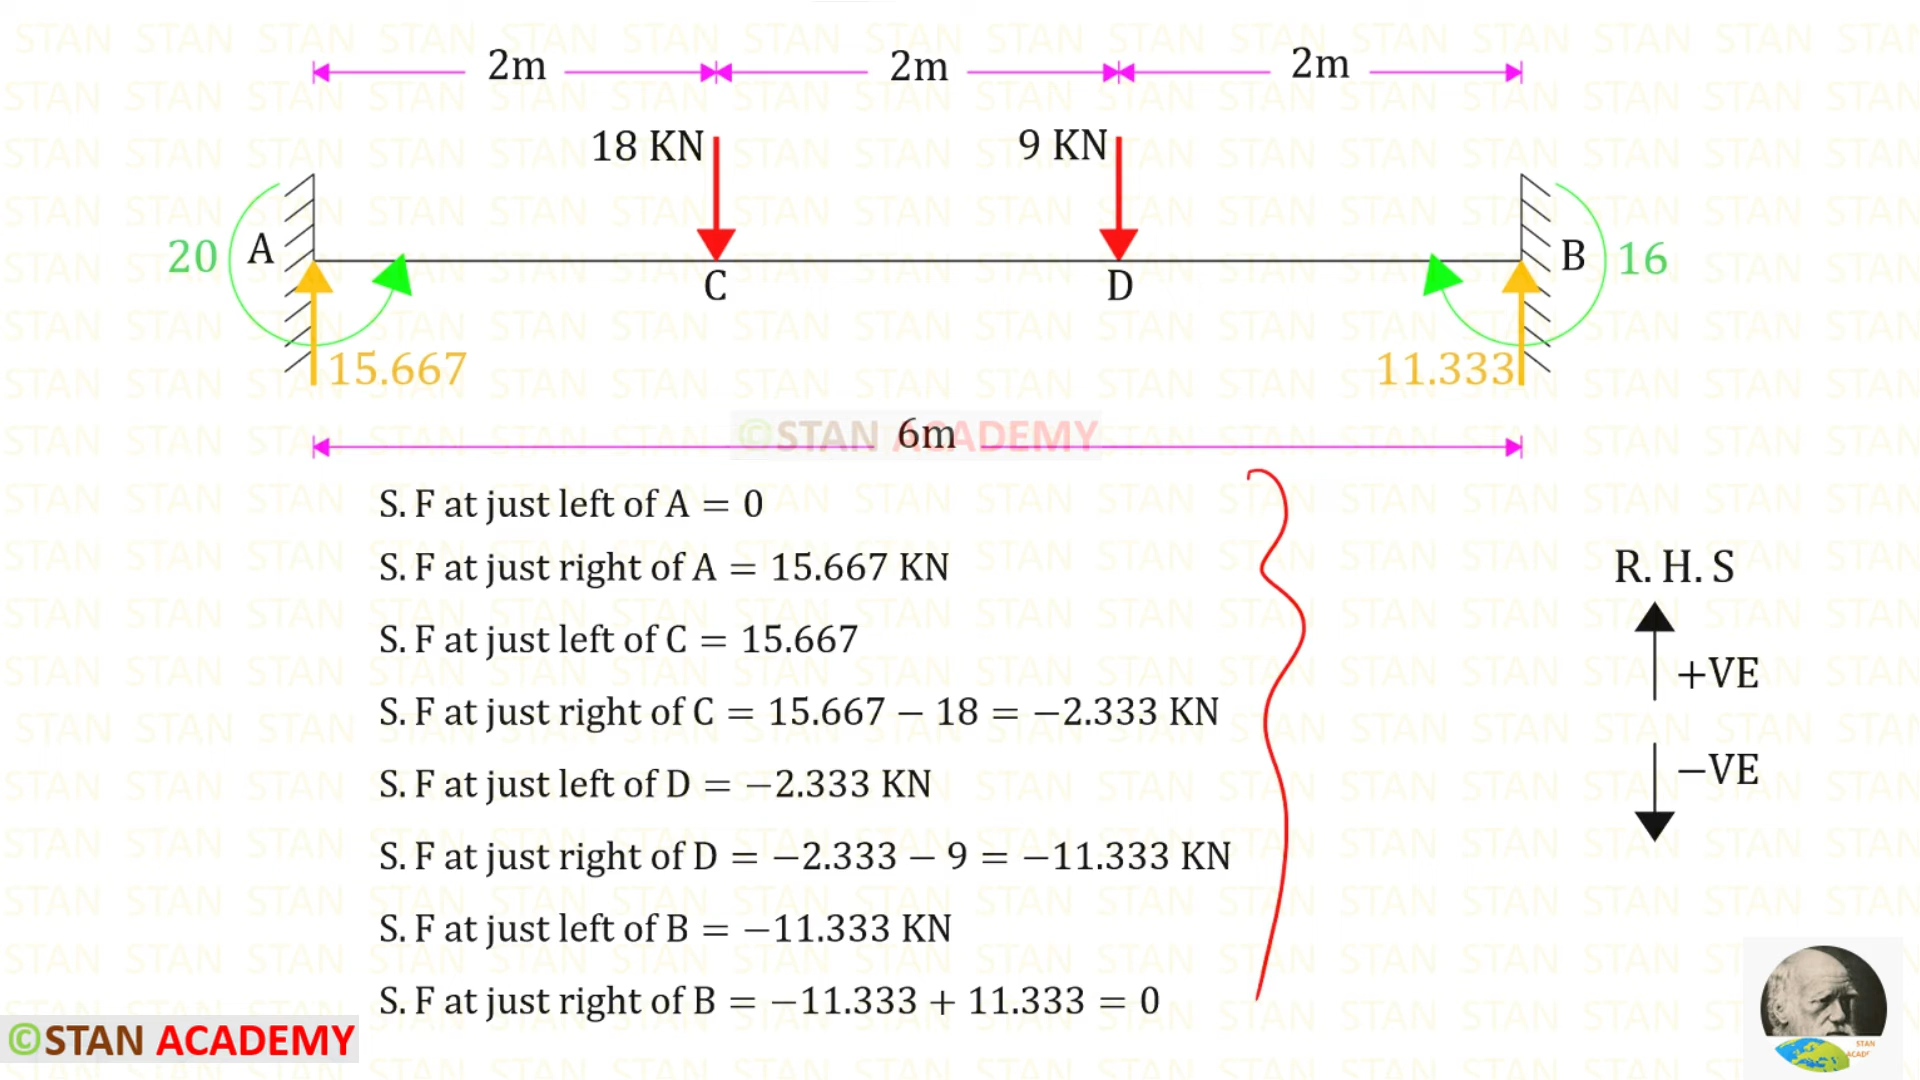 2m 2m 2m
18 KN 9 KN
20 A B 16
C D
15.667 11.333
©STAN ACADEMY
6m
S. F at just left of A = 0
S. F at just right of A = 15.667 KN
R. H. S
S. F at just left of C = 15.667
+VE
S. F at just right of C = 15.667 − 18 = −2.333 KN
S. F at just left of D = −2.333 KN
−VE
S. F at just right of D = −2.333 − 9 = −11.333 KN
S. F at just left of B = −11.333 KN
S. F at just right of B = −11.333 + 11.333 = 0
©STAN ACADEMY
STAN